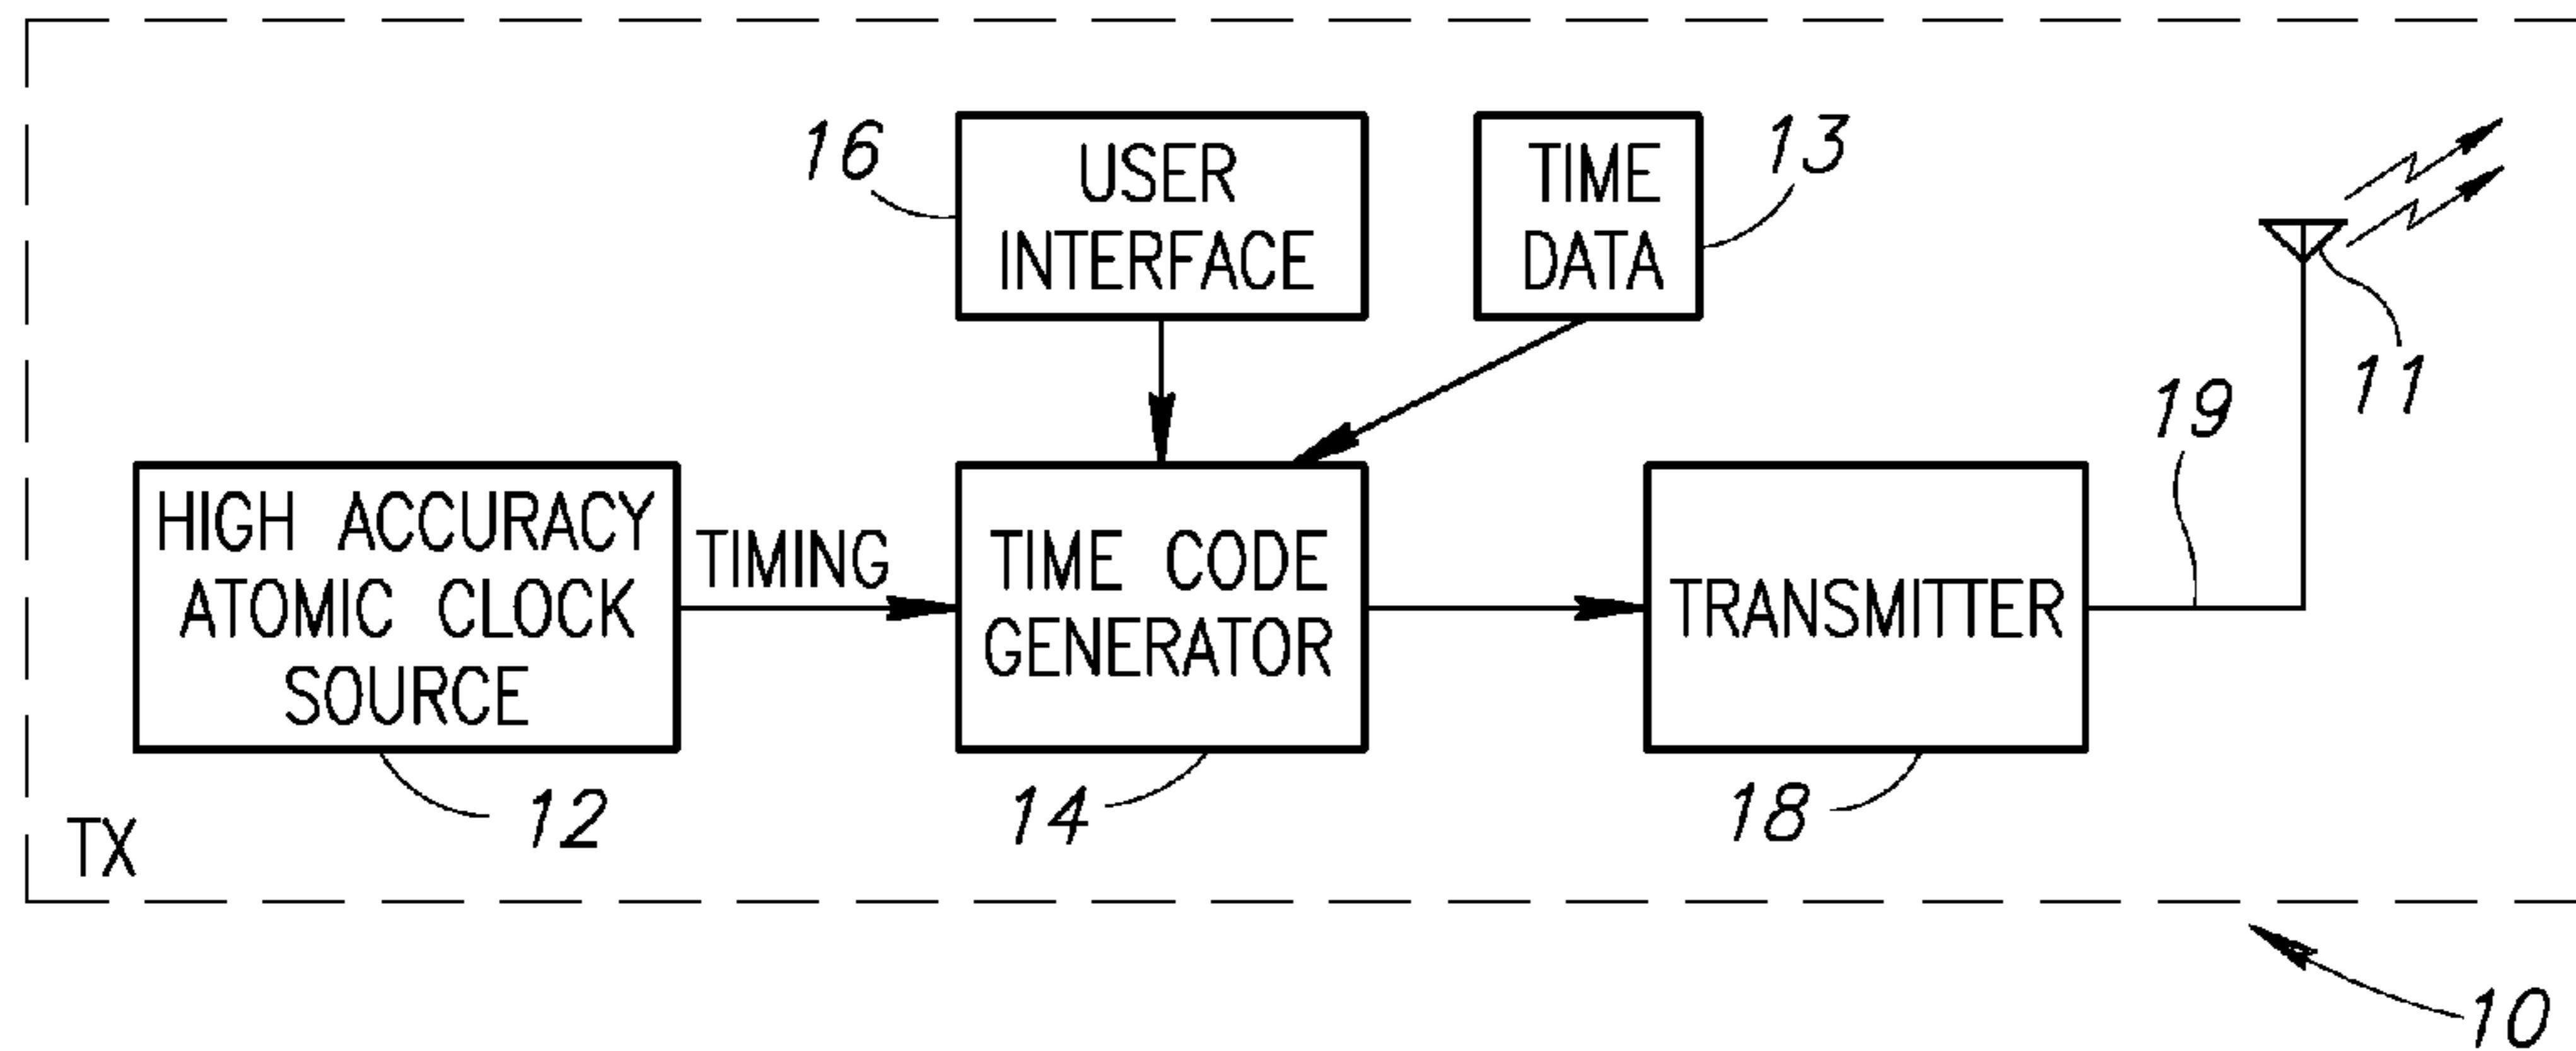 16
USER
INTERFACE
TIME
DATA
13
11
19
HIGH ACCURACY
ATOMIC CLOCK
SOURCE
TIMING
TIME CODE
GENERATOR
TRANSMITTER
12
14
18
TX
10